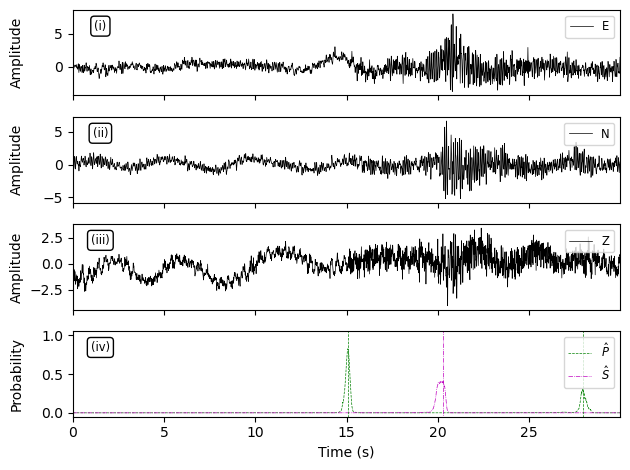 (i)
E
Amplitude
5
0
(ii)
N
Amplitude
5
0
−5
(iii)
Z
Amplitude
2.5
0.0
−2.5
(iv)
P̂
Ŝ
Probability
1.0
0.5
0.0
0 5 10 15 20 25
Time (s)